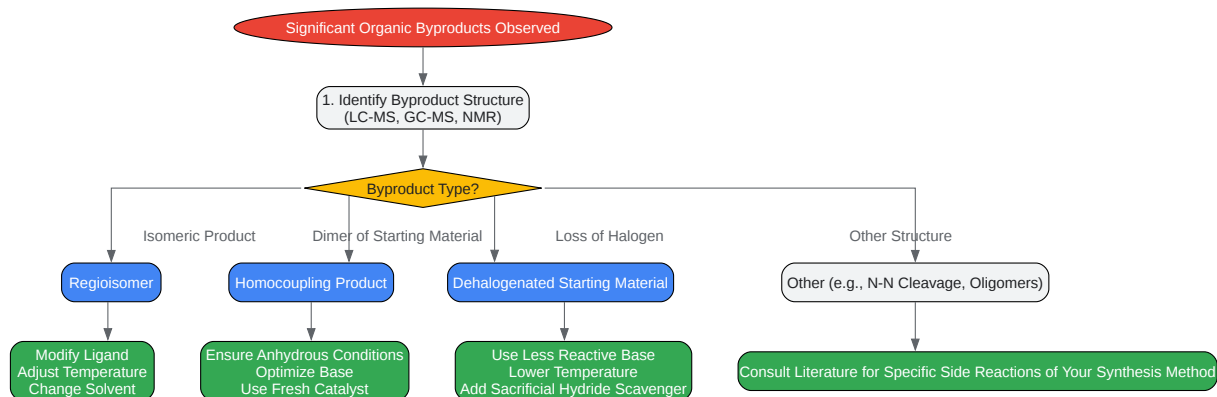 Significant Organic Byproducts Observed
1. Identify Byproduct Structure
(LC-MS, GC-MS, NMR)
Byproduct Type?
Isomeric Product
Dimer of Starting Material
Loss of Halogen
Other Structure
Regioisomer
Homocoupling Product
Dehalogenated Starting Material
Other (e.g., N-N Cleavage, Oligomers)
Modify Ligand
Adjust Temperature
Change Solvent
Ensure Anhydrous Conditions
Optimize Base
Use Fresh Catalyst
Use Less Reactive Base
Lower Temperature
Add Sacrificial Hydride Scavenger
Consult Literature for Specific Side Reactions of Your Synthesis Method